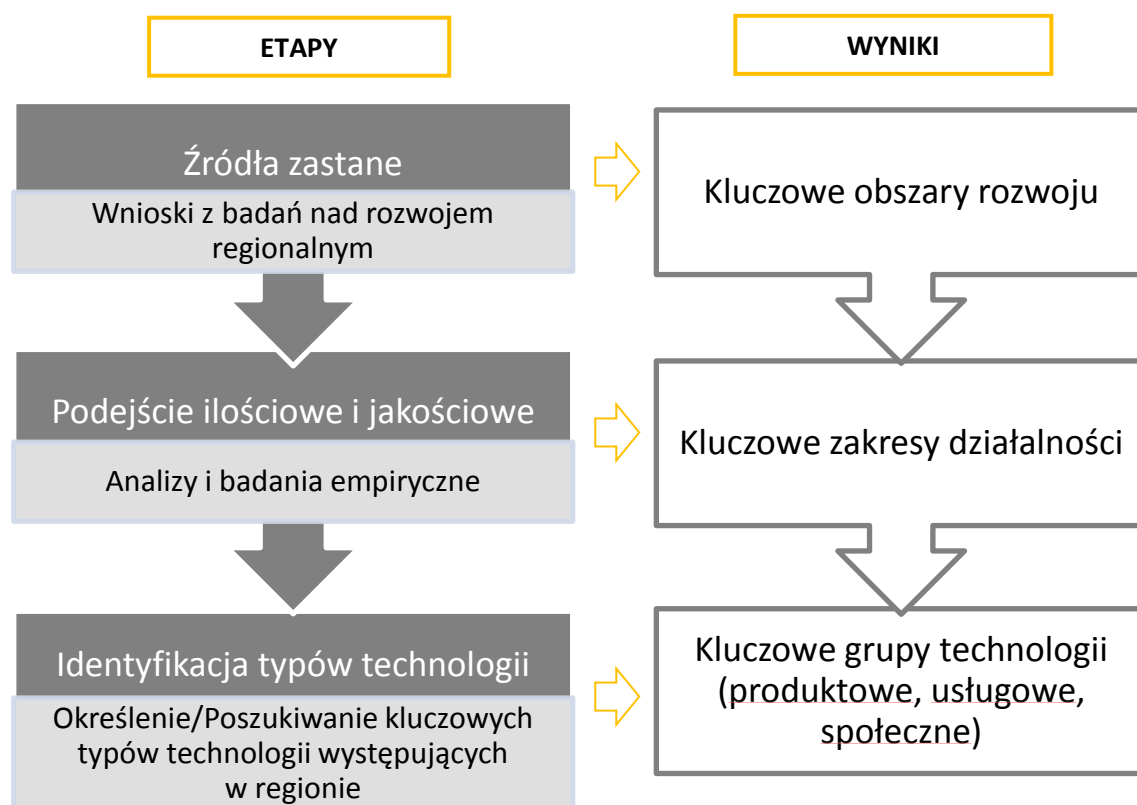 ETAPY
WYNIKI
Źródła zastane
Wnioski z badań nad rozwojem
regionalnym
Kluczowe obszary rozwoju
Podejście ilościowe i jakościowe
Analizy i badania empiryczne
Kluczowe zakresy działalności
Identyfikacja typów technologii
Określenie/Poszukiwanie kluczowych
typów technologii występujących
w regionie
Kluczowe grupy technologii
(produktowe, usługowe,
społeczne)